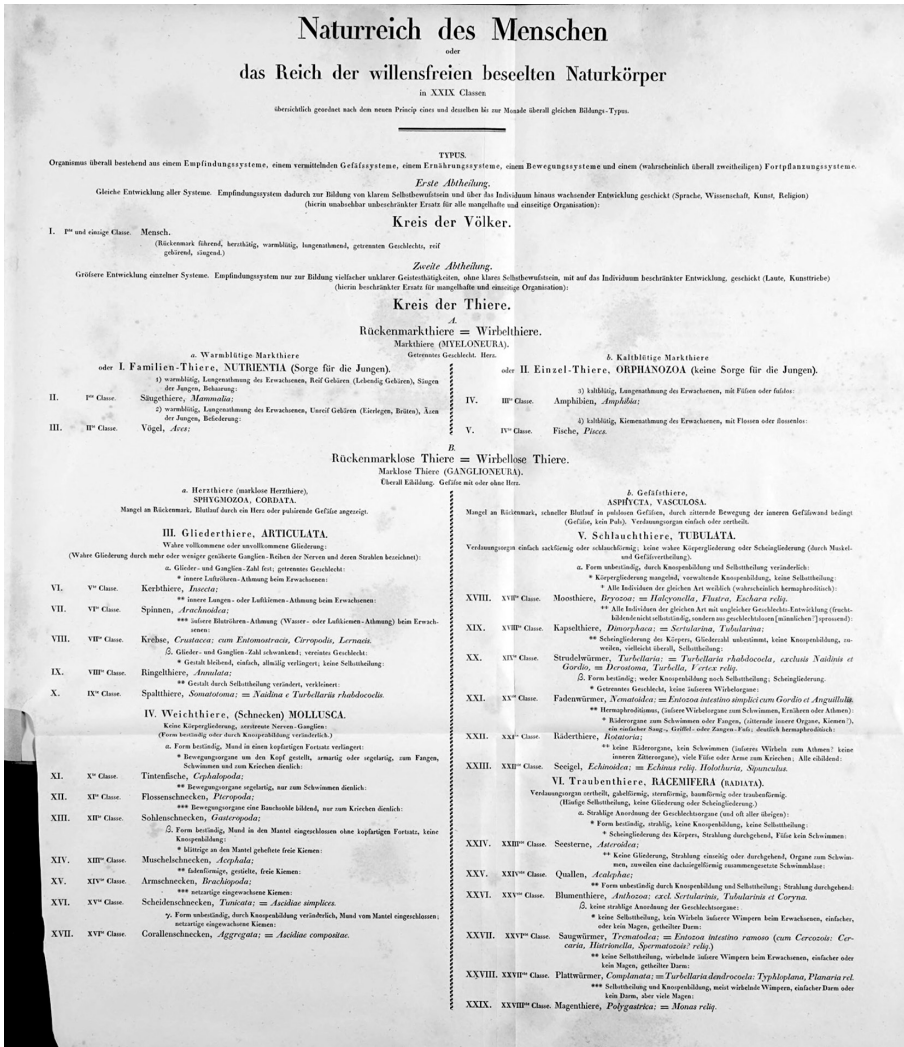 Naturreich des Menschen
oder
das Reich der willensfreien beseelten Naturkörper
in XXIX Classen
übersichtlich geordnet nach dem neuen Princip eines und desselben bis zur Monade überall gleichen Bildungs-Typus.
TYPUS.
Organismus überall bestehend aus einem Empfindungssysteme, einem vermittelnden Gefäfssysteme, einem Ernährungssysteme, einem Bewegungssysteme und einem (wahrscheinlich überall zweitheiligen) Fortpflanzungssysteme.
Erste Abtheilung.
Gleiche Entwicklung aller Systeme. Empfindungssystem dadurch zur Bildung von klarem Selbstbewufstsein und über das Individuum hinaus wachsender Entwicklung geschickt (Sprache, Wissenschaft, Kunst, Religion)
(hierin unabsehbar unbeschränkter Ersatz für alle mangelhafte und einseitige Organisation):
Kreis der Völker.
I. Iste und einzige Classe. Mensch.
(Rückenmark führend, herzthätig, warmblütig, lungenathmend, getrennten Geschlechts, reif
gebärend, säugend.)
Zweite Abtheilung.
Gröfsere Entwicklung einzelner Systeme. Empfindungssystem nur zur Bildung vielfacher unklarer Geistesthätigkeiten, ohne klares Selbstbewufstsein, mit auf das Individuum beschränkter Entwicklung, geschickt (Laute, Kunsttriebe)
(hierin beschränkter Ersatz für mangelhafte und einseitige Organisation):
Kreis der Thiere.
A.
Rückenmarkthiere = Wirbelthiere.
Markthiere (MYELONEURA).
Getrenntes Geschlecht. Herz.
a. Warmblütige Markthiere
oder I. Familien-Thiere, NUTRIENTIA (Sorge für die Jungen).
1) warmblütig, Lungenathmung des Erwachsenen, Reif Gebären (Lebendig Gebären), Säugen
der Jungen, Behaarung:
II. Iste Classe. Säugethiere, Mammalia;
2) warmblütig, Lungenathmung des Erwachsenen, Unreif Gebären (Eierlegen, Brüten), Äzen
der Jungen, Befiederung:
III. IIte Classe. Vögel, Aves;
b. Kaltblütige Markthiere
oder II. Einzel-Thiere, ORPHANOZOA (keine Sorge für die Jungen).
3) kaltblütig, Lungenathmung des Erwachsenen, mit Füfsen oder fufslos:
IV. IIIte Classe. Amphibien, Amphibia;
4) kaltblütig, Kiemenathmung des Erwachsenen, mit Flossen oder flossenlos:
V. IVte Classe. Fische, Pisces.
B.
Rückenmarklose Thiere = Wirbellose Thiere.
Marklose Thiere (GANGLIONEURA).
Überall Eibildung. Gefäfse mit oder ohne Herz.
a. Herzthiere (marklose Herzthiere),
SPHYGMOZOA, CORDATA.
Mangel an Rückenmark, Blutlauf durch ein Herz oder pulsirende Gefäfse angezeigt.
III. Gliederthiere, ARTICULATA.
Wahre vollkommene oder unvollkommene Gliederung:
(Wahre Gliederung durch mehr oder weniger genäherte Ganglien-Reihen der Nerven und deren Strahlen bezeichnet):
a. Glieder- und Ganglien-Zahl fest; getrenntes Geschlecht:
* innere Luftröhren-Athmung beim Erwachsenen:
VI. Vte Classe. Kerbthiere, Insecta;
** innere Lungen- oder Luftkiemen-Athmung beim Erwachsenen:
VII. VIte Classe. Spinnen, Arachnoidea;
*** äufsere Blutröhren-Athmung (Wasser- oder Luftkiemen-Athmung) beim Erwach-
senen:
VIII. VIIte Classe. Krebse, Crustacea; cum Entomostracis, Cirropodis, Lernaeis.
β. Glieder- und Ganglien-Zahl schwankend; vereintes Geschlecht:
* Gestalt bleibend, einfach, allmälig verlängert; keine Selbsttheilung:
IX. VIIIte Classe. Ringelthiere, Annulata;
** Gestalt durch Selbsttheilung verändert, verkleinert:
X. IXte Classe. Spaltthiere, Somatotoma; = Naidina e Turbellariis rhabdocoelis.
IV. Weichthiere, (Schnecken) MOLLUSCA.
Keine Körpergliederung, zerstreute Nerven-Ganglien:
(Form beständig oder durch Knospenbildung veränderlich.)
a. Form beständig, Mund in einen kopfartigen Fortsatz verlingert:
* Bewegungsorgane um den Kopf gestellt, armartig oder segelartig, zum Fangen,
Schwimmen und zum Kriechen dienlich:
XI. Xte Classe. Tintenfische, Cephalopoda;
** Bewegungsorgane segelartig, nur zum Schwimmen dienlich:
XII. XIte Classe. Flossenschnecken, Pteropoda;
*** Bewegungsorgane eine Bauchsohle bildend, nur zum Kriechen dienlich:
XIII. XIIte Classe. Sohlenschnecken, Gasteropoda;
β. Form beständig, Mund in den Mantel eingeschlossen ohne kopfartigen Fortsatz, keine
Knospenbildung:
* blättrige an den Mantel geheftete freie Kiemen:
XIV. XIIIte Classe. Muschelschnecken, Acephala;
** fadenförmige, gestielte, freie Kiemen:
XV. XIVte Classe. Armschnecken, Brachiopoda;
*** netzartige eingewachsene Kiemen:
XVI. XVte Classe. Scheidenschnecken, Tunicata; = Ascidiae simplices.
γ. Form unbeständig, durch Knospenbildung veränderlich, Mund vom Mantel eingeschlossen;
netzartige eingewachsene Kiemen:
XVII. XVIte Classe. Corallenschnecken, Aggregata; = Ascidiae compositae.
b. Gefäfsthiere,
ASPHYCTA, VASCULOSA.
Mangel an Rückenmark, schneller Blutlauf in pulslosen Gefäfsen, durch zitternde Bewegung der inneren Gefäfswand bedingt
(Gefäfse, kein Puls). Verdauungsorgan einfach oder zertheilt.
V. Schlauchthiere, TUBULATA.
Verdauungsorgan einfach sackförmig oder schlauchförmig; keine wahre Körpergliederung oder Scheingliederung (durch Muskel-
und Gefäfsvertheilung).
a. Form unbeständig, durch Knospenbildung und Selbsttheilung veränderlich:
* Körpergliederung mangelnd, vorwaltende Knospenbildung, keine Selbsttheilung:
+ Alle Individuen der gleichen Art weiblich (wahrscheinlich hermaphroditisch):
XVIII. XVIIte Classe. Moosthiere, Bryozoa; = Halcyonella, Flustra, Eschara reliq.
++ Alle Individuen der gleichen Art mit ungleicher Geschlechts-Entwicklung (frucht-
bildende nicht selbstständig, sondern aus geschlechtslosen [männlichen?] sprossend):
XIX. XVIIIte Classe. Kapselthiere, Dimorphaea; = Sertularina, Tubularina;
** Scheingliederung des Körpers, Gliederzahl unbestimmt, keine Knospenbildung, zu-
weilen, vielleicht überall, Selbsttheilung:
XX. XIXte Classe. Strudelwürmer, Turbellaria; = Turbellaria rhabdocoela, exclusis Naidinis et
Gordio, = Derostoma, Turbella, Vortex reliq.
β. Form beständig; weder Knospenbildung noch Selbsttheilung; Scheingliederung.
* Getrenntes Geschlecht, keine äufseren Wirbelorgane:
XXI. XXte Classe. Fadenwürmer, Nematoidea; = Entozoa intestino simplici cum Gordio et Anguillulis.
** Hermaphroditismus, (äufsere Wirbelorgane zum Schwimmen, Ernähren oder Athmen):
* Räderorgane zum Schwimmen oder Fangen, (zitternde innere Organe, Kiemen?),
ein einfacher Saug-, Griffel- oder Zangen-Fufs; deutlich hermaphroditisch:
XXII. XXIte Classe. Räderthiere, Rotatoria;
** keine Räderorgane, kein Schwimmen (äufseres Wirbeln zum Athmen? keine
inneren Zitterorgane), viele Füfse oder Arme zum Kriechen; Alle eibildend:
XXIII. XXIIte Classe. Seeigel, Echinoidea; = Echinus reliq. Holothuria, Sipunculus.
VI. Traubenthiere, RACEMIFERA (RADIATA).
Verdauungsorgan zertheilt, gabelförmig, sternförmig, baumförmig oder traubenförmig.
(Häufige Selbsttheilung, keine Gliederung oder Scheingliederung.)
a. Strahlige Anordnung der Geschlechtsorgane (und oft aller übrigen):
* Form beständig, strahlig, keine Knospenbildung, keine Selbsttheilung:
* Scheingliederung des Körpers, Strahlung durchgehend, Füfse kein Schwimmen:
XXIV. XXIIIte Classe. Seesterne, Asteroidea;
** Keine Gliederung, Strahlung einseitig oder durchgehend, Organe zum Schwim-
men, zuweilen eine dachziegelförmig zusammengesetzte Schwimmblase:
XXV. XXIVste Classe. Quallen, Acalephae;
** Form unbeständig durch Knospenbildung und Selbsttheilung; Strahlung durchgehend:
XXVI. XXVste Classe. Blumenthiere, Anthozoa; excl. Sertularinis, Tubularinis et Coryna.
β. keine strahlige Anordnung der Geschlechtsorgane:
* keine Selbsttheilung, kein Wirbeln äufserer Wimpern beim Erwachsenen, einfacher,
oder kein Magen, getheilter Darm:
XXVII. XXVIste Classe. Saugwürmer, Trematodea; = Entozoa intestino ramoso (cum Cercozois: Cer-
caria, Histrionella, Spermatozois? reliq.)
** keine Selbsttheilung, wirbelnde äufsere Wimpern beim Erwachsenen, einfacher oder
kein Magen, getheilter Darm:
XXVIII. XXVIIste Classe. Plattwürmer, Complanata; = Turbellaria dendrocoela: Typhloplana, Planaria rel.
*** Selbsttheilung und Knospenbildung, meist wirbelnde Wimpern, einfacher Darm oder
kein Darm, aber viele Magen:
XXIX. XXVIIIste Classe. Magenthiere, Polygastrica; = Monas reliq.